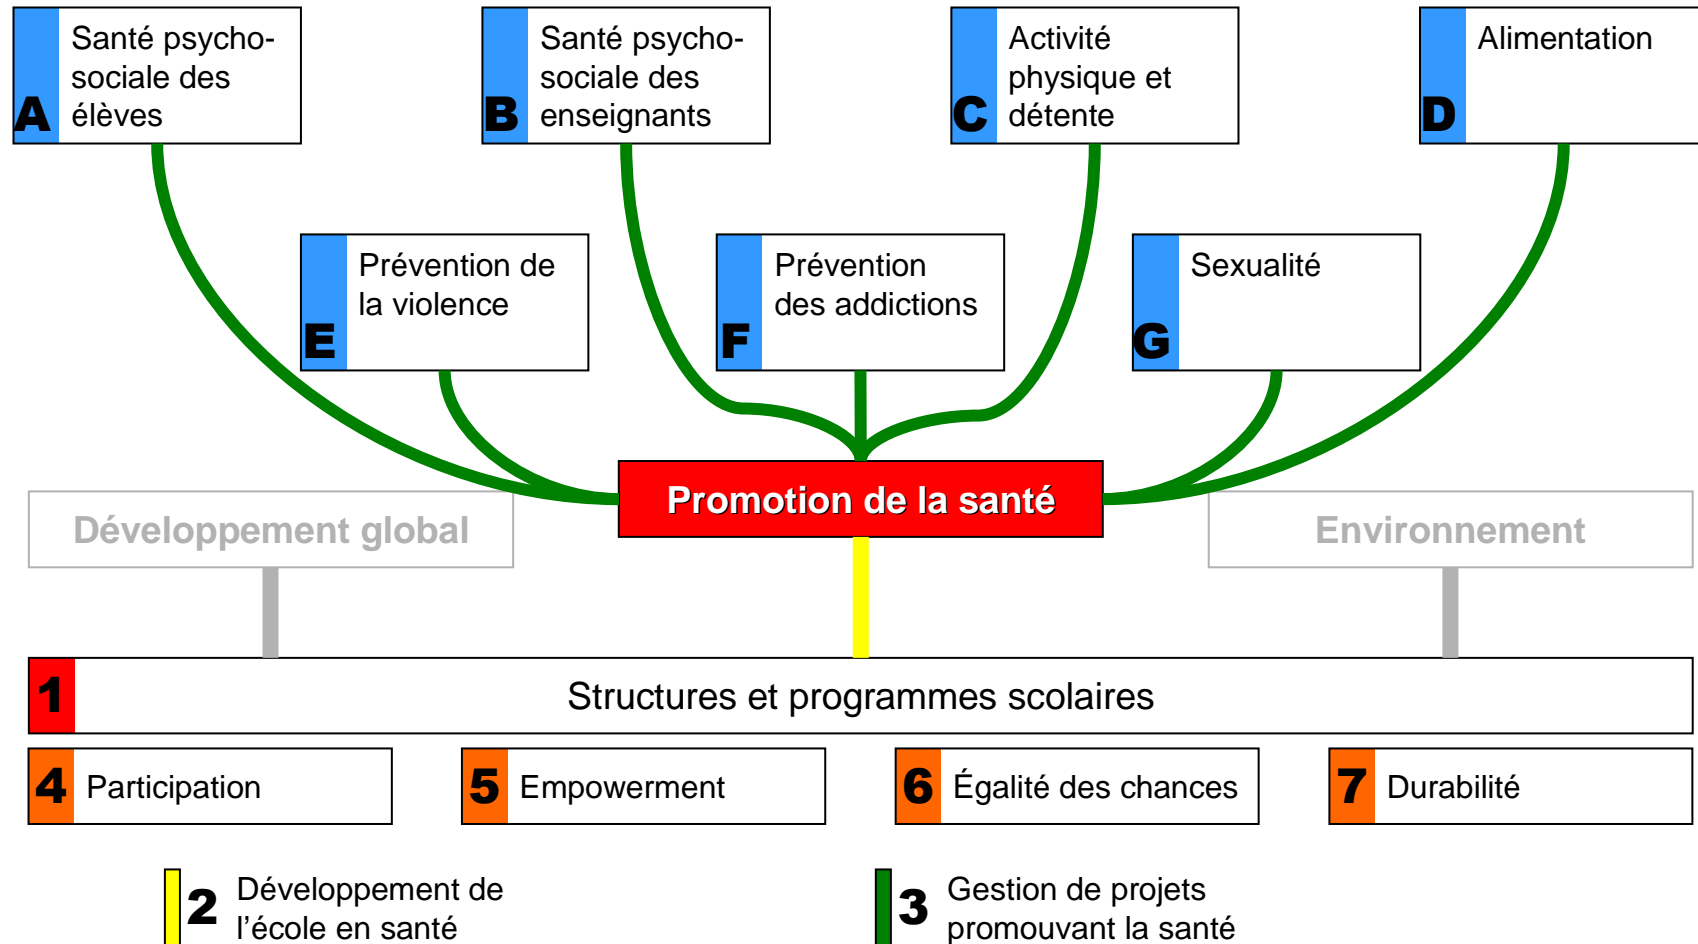 A
Santé psycho-
sociale des
élèves
B
Santé psycho-
sociale des
enseignants
C
Activité
physique et
détente
D
Alimentation
E
Prévention de
la violence
F
Prévention
des addictions
G
Sexualité
Promotion de la santé
Développement global
Environnement
1
Structures et programmes scolaires
4
Participation
5
Empowerment
6
Égalité des chances
7
Durabilité
2
Développement de
l’école en santé
3
Gestion de projets
promouvant la santé